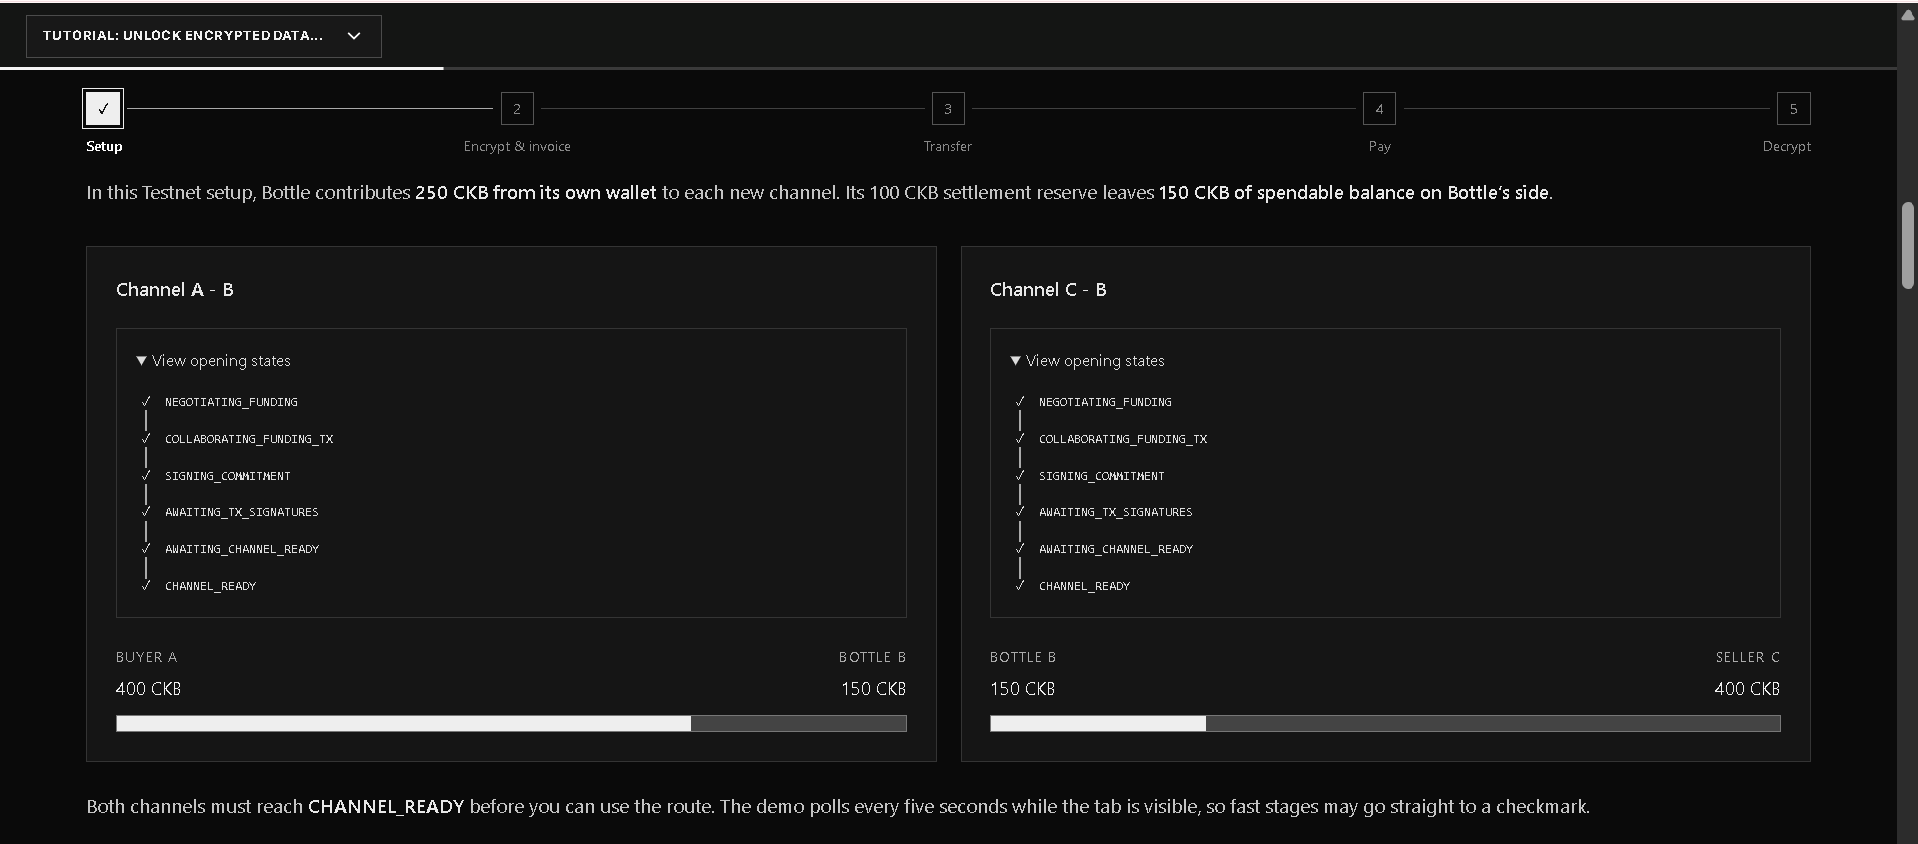 TUTORIAL: UNLOCK ENCRYPTED DATA...
✓
2
3
4
5
Setup
Encrypt & invoice
Transfer
Pay
Decrypt
In this Testnet setup, Bottle contributes 250 CKB from its own wallet to each new channel. Its 100 CKB settlement reserve leaves 150 CKB of spendable balance on Bottle's side.
Channel A - B
▼ View opening states
✓ NEGOTIATING_FUNDING
✓ COLLABORATING_FUNDING_TX
✓ SIGNING_COMMITMENT
✓ AWAITING_TX_SIGNATURES
✓ AWAITING_CHANNEL_READY
✓ CHANNEL_READY
BUYER A
BOTTLE B
400 CKB
150 CKB
Channel C - B
▼ View opening states
✓ NEGOTIATING_FUNDING
✓ COLLABORATING_FUNDING_TX
✓ SIGNING_COMMITMENT
✓ AWAITING_TX_SIGNATURES
✓ AWAITING_CHANNEL_READY
✓ CHANNEL_READY
BOTTLE B
SELLER C
150 CKB
400 CKB
Both channels must reach CHANNEL_READY before you can use the route. The demo polls every five seconds while the tab is visible, so fast stages may go straight to a checkmark.